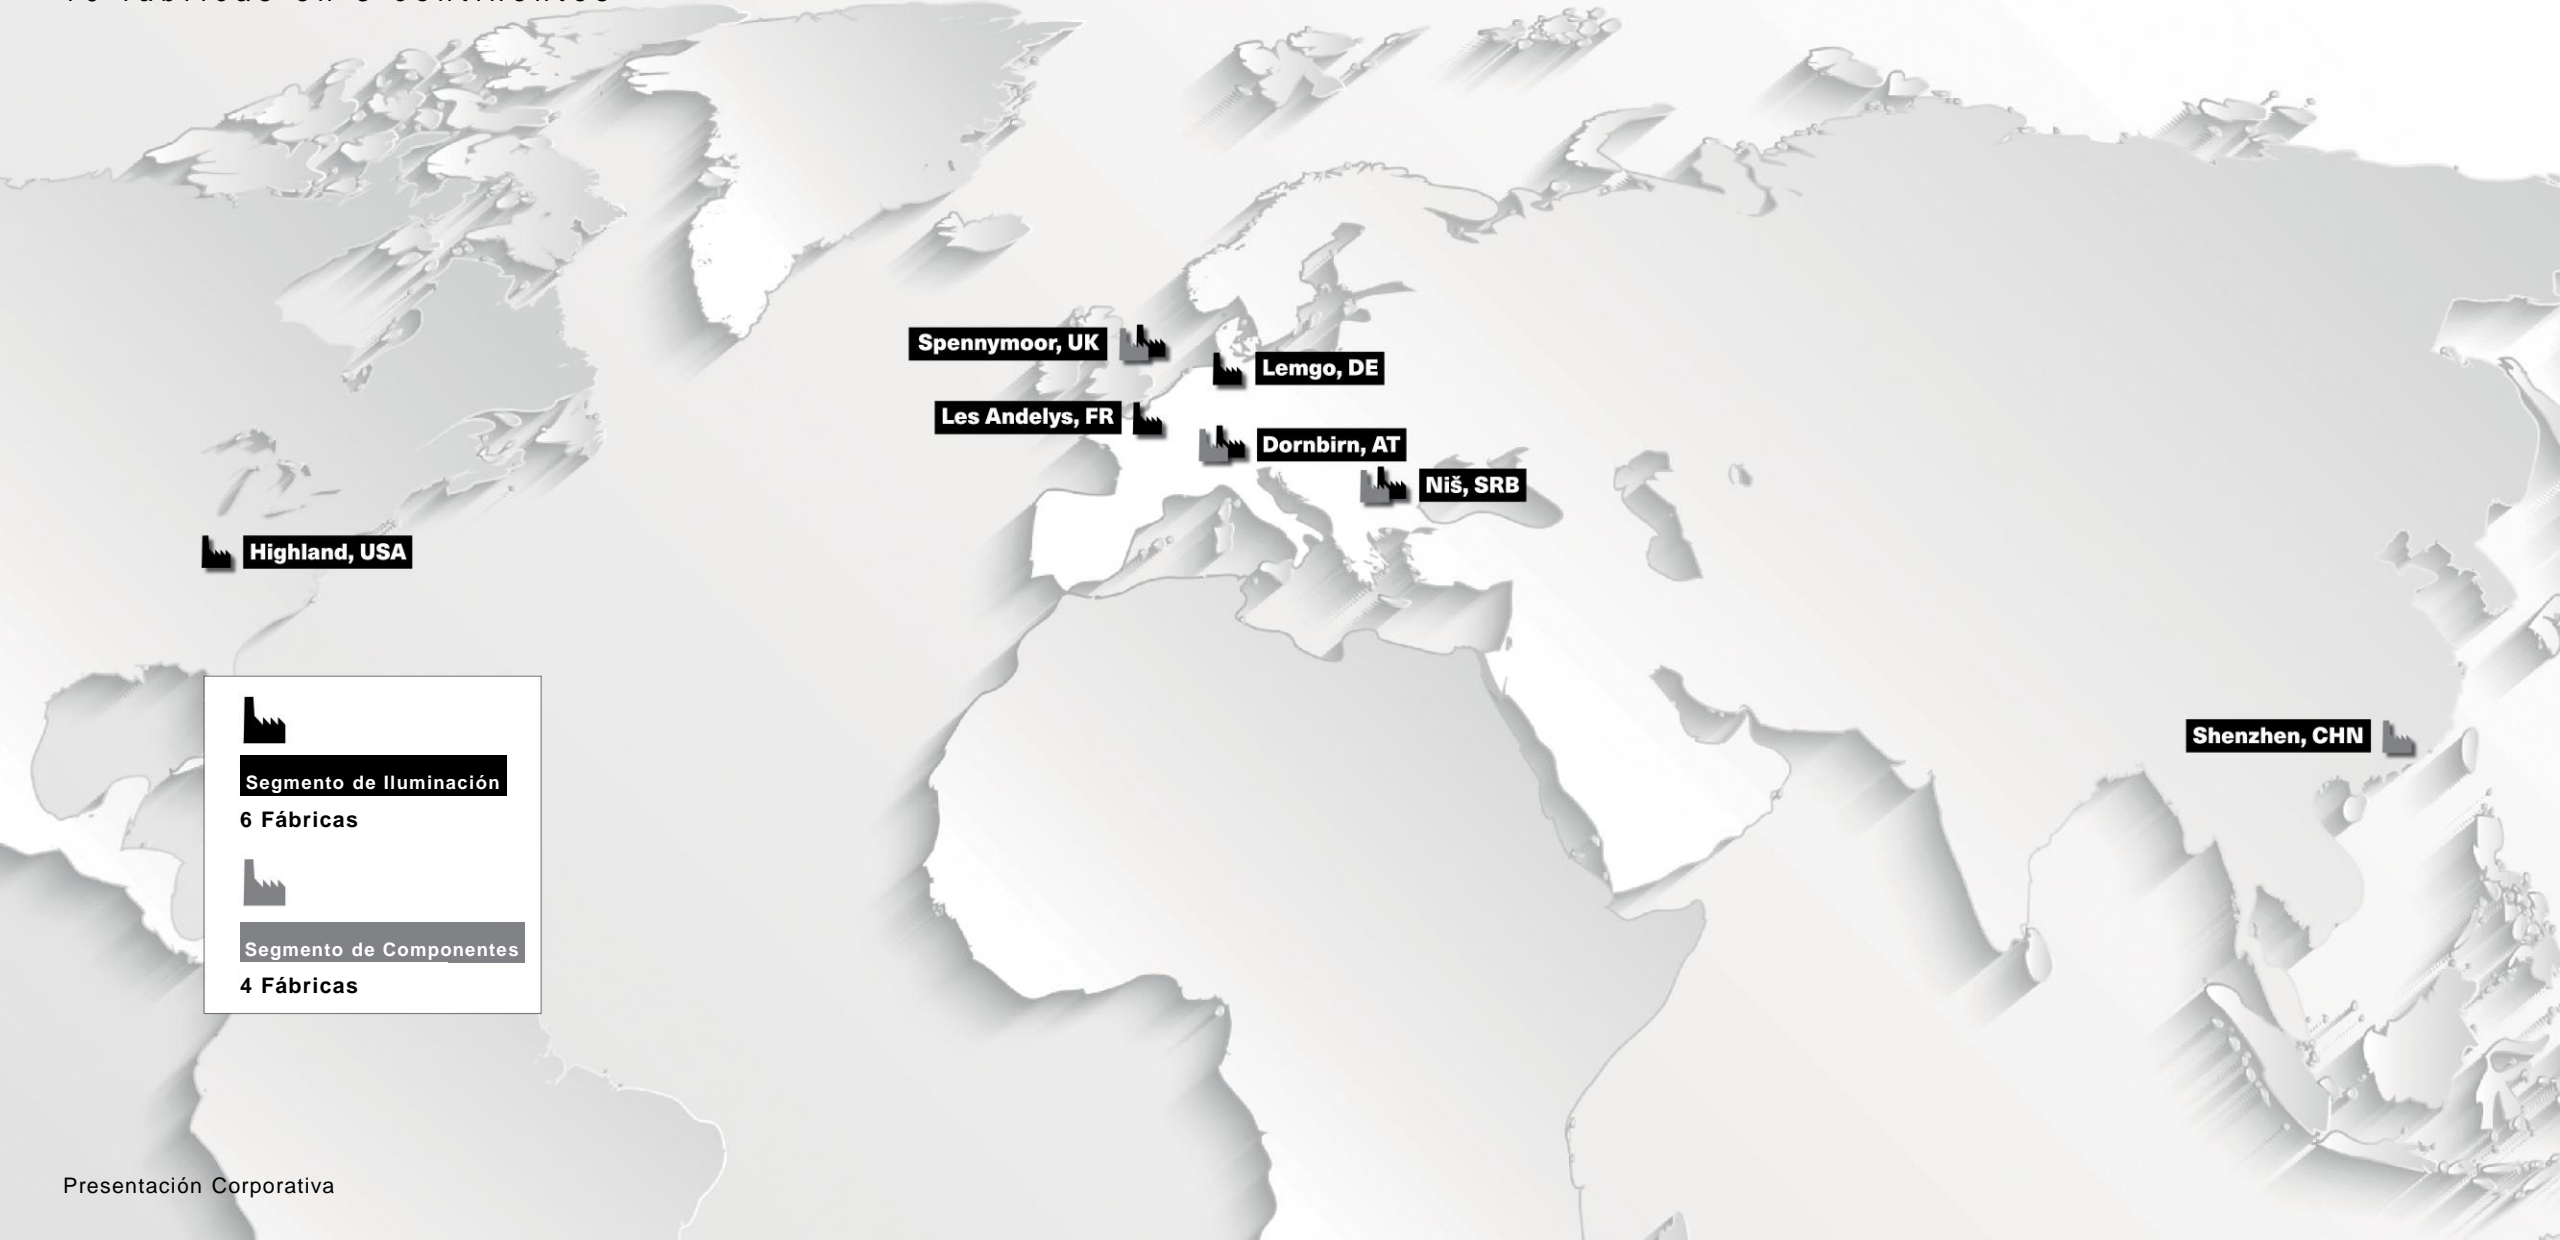 Spennymoor, UK
Lemgo, DE
Les Andelys, FR
Dornbirn, AT
Niš, SRB
Highland, USA
Shenzhen, CHN
Segmento de Iluminación
6 Fábricas
Segmento de Componentes
4 Fábricas
Presentación Corporativa